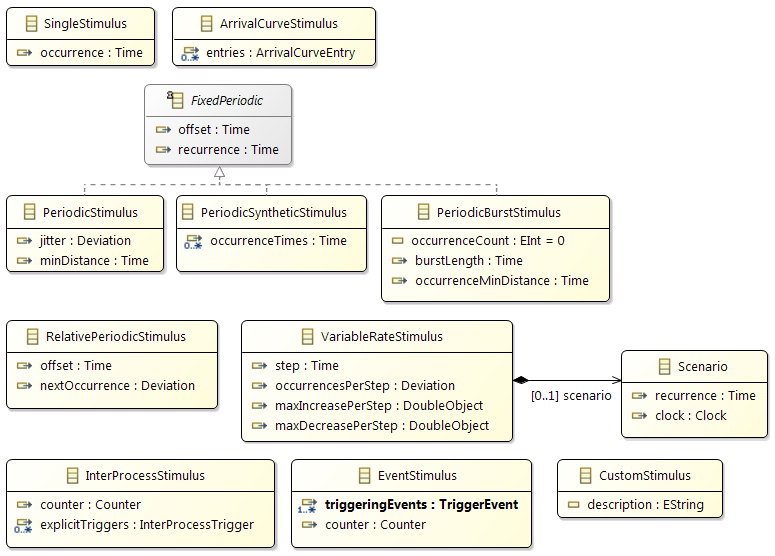 SingleStimulus
occurrence : Time
ArrivalCurveStimulus
0..*
entries : ArrivalCurveEntry
FixedPeriodic
offset : Time
recurrence : Time
PeriodicStimulus
jitter : Deviation
minDistance : Time
PeriodicSyntheticStimulus
0..*
occurrenceTimes : Time
PeriodicBurstStimulus
occurrenceCount : EInt = 0
burstLength : Time
occurrenceMinDistance : Time
RelativePeriodicStimulus
offset : Time
nextOccurrence : Deviation
VariableRateStimulus
step : Time
occurrencesPerStep : Deviation
maxIncreasePerStep : DoubleObject
maxDecreasePerStep : DoubleObject
[0..1] scenario
Scenario
recurrence : Time
clock : Clock
InterProcessStimulus
counter : Counter
0..*
explicitTriggers : InterProcessTrigger
EventStimulus
1..*
triggeringEvents : TriggerEvent
counter : Counter
CustomStimulus
description : EString